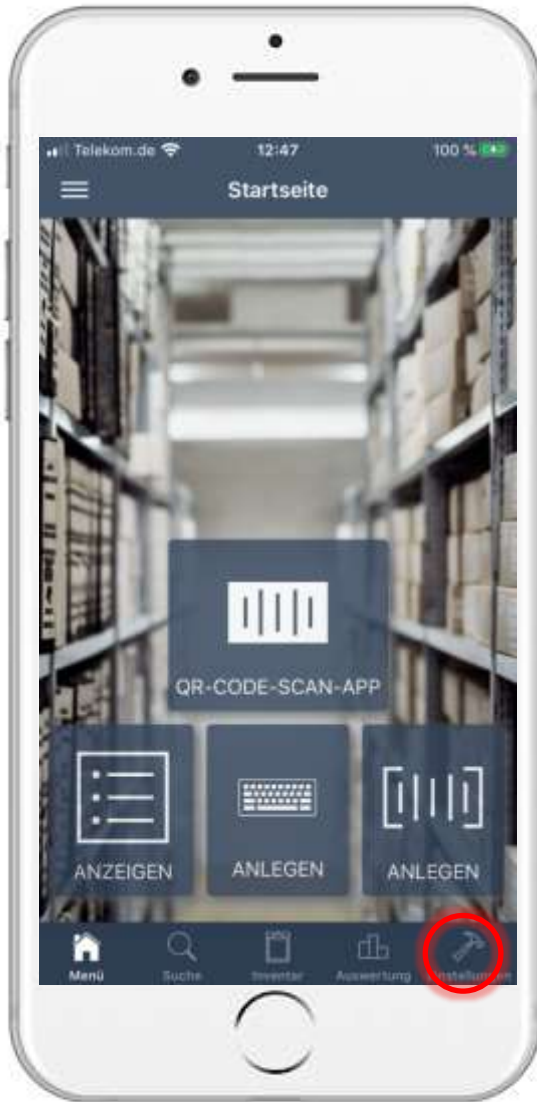 Telekom.de 12:47 100 %
Startseite
QR-CODE-SCAN-APP
ANZEIGEN ANLEGEN ANLEGEN
Menü Suche Inventar Auswertung Einstellungen